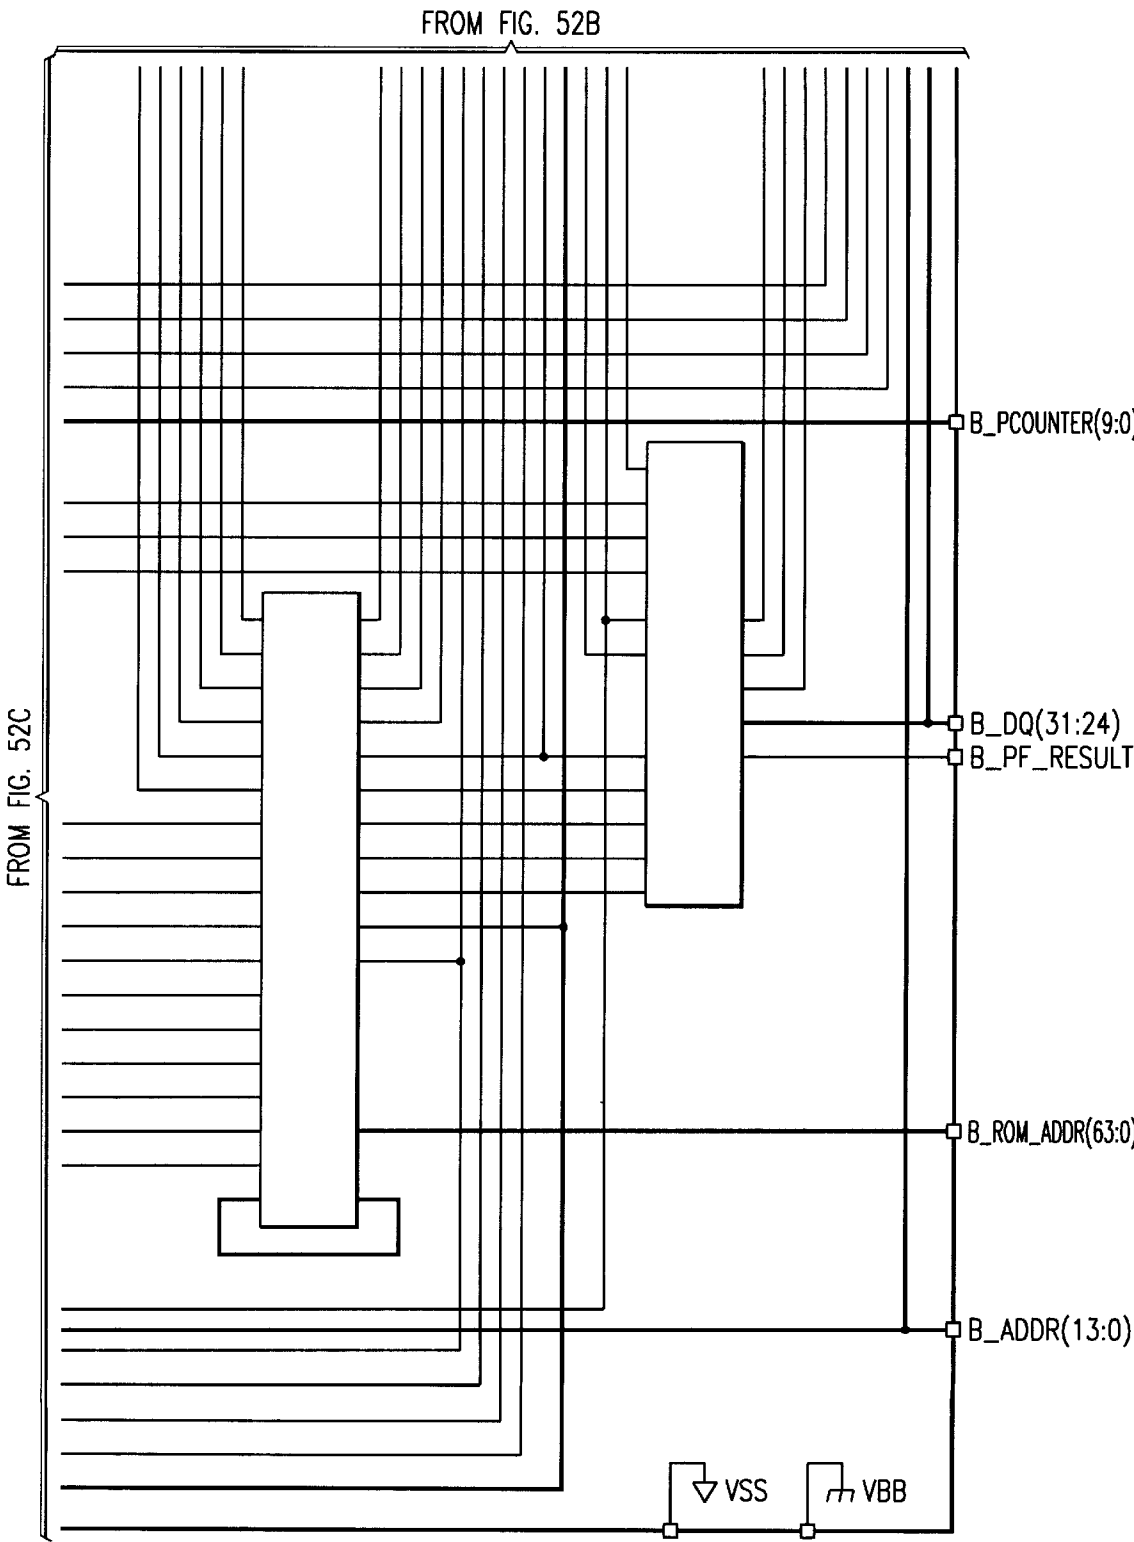 FROM FIG. 52B
B_PCOUNTER(9:0)
B_DQ(31:24)
B_PF_RESULT
FROM FIG. 52C
B_ROM_ADDR(63:0)
B_ADDR(13:0)
VSS
VBB